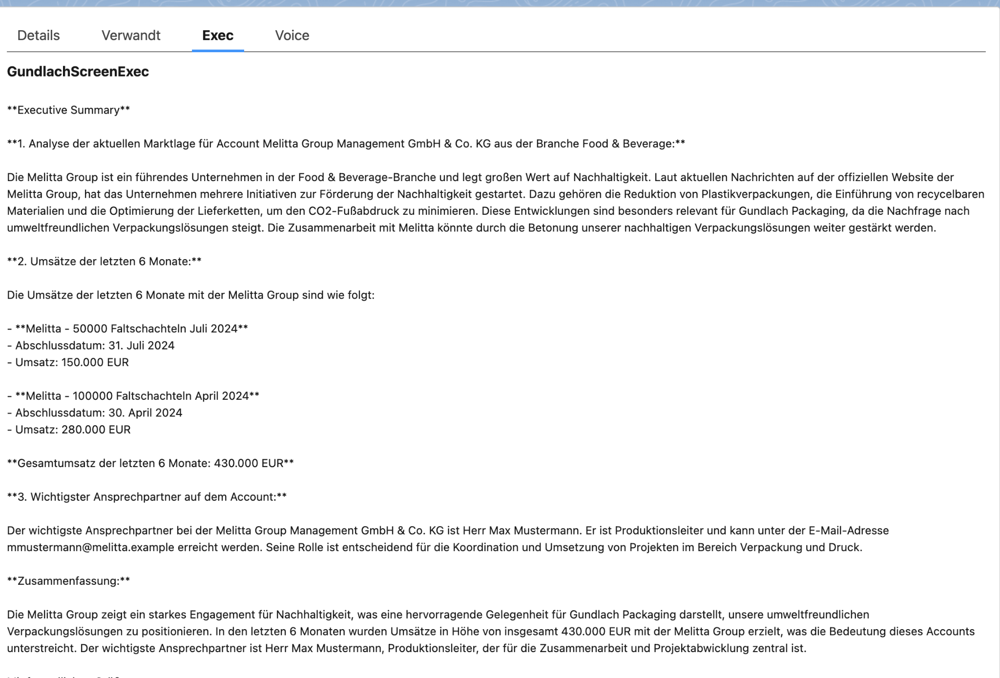 Details Verwandt Exec Voice
GundlachScreenExec
**Executive Summary**
**1. Analyse der aktuellen Marktlage für Account Melitta Group Management GmbH & Co. KG aus der Branche Food & Beverage:**
Die Melitta Group ist ein führendes Unternehmen in der Food & Beverage-Branche und legt großen Wert auf Nachhaltigkeit. Laut aktuellen Nachrichten auf der offiziellen Website der
Melitta Group, hat das Unternehmen mehrere Initiativen zur Förderung der Nachhaltigkeit gestartet. Dazu gehören die Reduktion von Plastikverpackungen, die Einführung von recycelbaren
Materialien und die Optimierung der Lieferketten, um den CO2-Fußabdruck zu minimieren. Diese Entwicklungen sind besonders relevant für Gundlach Packaging, da die Nachfrage nach
umweltfreundlichen Verpackungslösungen steigt. Die Zusammenarbeit mit Melitta könnte durch die Betonung unserer nachhaltigen Verpackungslösungen weiter gestärkt werden.
**2. Umsätze der letzten 6 Monate:**
Die Umsätze der letzten 6 Monate mit der Melitta Group sind wie folgt:
- **Melitta - 50000 Faltschachteln Juli 2024**
- Abschlussdatum: 31. Juli 2024
- Umsatz: 150.000 EUR
- **Melitta - 100000 Faltschachteln April 2024**
- Abschlussdatum: 30. April 2024
- Umsatz: 280.000 EUR
**Gesamtumsatz der letzten 6 Monate: 430.000 EUR**
**3. Wichtigster Ansprechpartner auf dem Account:**
Der wichtigste Ansprechpartner bei der Melitta Group Management GmbH & Co. KG ist Herr Max Mustermann. Er ist Produktionsleiter und kann unter der E-Mail-Adresse
mmustermann@melitta.example erreicht werden. Seine Rolle ist entscheidend für die Koordination und Umsetzung von Projekten im Bereich Verpackung und Druck.
**Zusammenfassung:**
Die Melitta Group zeigt ein starkes Engagement für Nachhaltigkeit, was eine hervorragende Gelegenheit für Gundlach Packaging darstellt, unsere umweltfreundlichen
Verpackungslösungen zu positionieren. In den letzten 6 Monaten wurden Umsätze in Höhe von insgesamt 430.000 EUR mit der Melitta Group erzielt, was die Bedeutung dieses Accounts
unterstreicht. Der wichtigste Ansprechpartner ist Herr Max Mustermann, Produktionsleiter, der für die Zusammenarbeit und Projektabwicklung zentral ist.